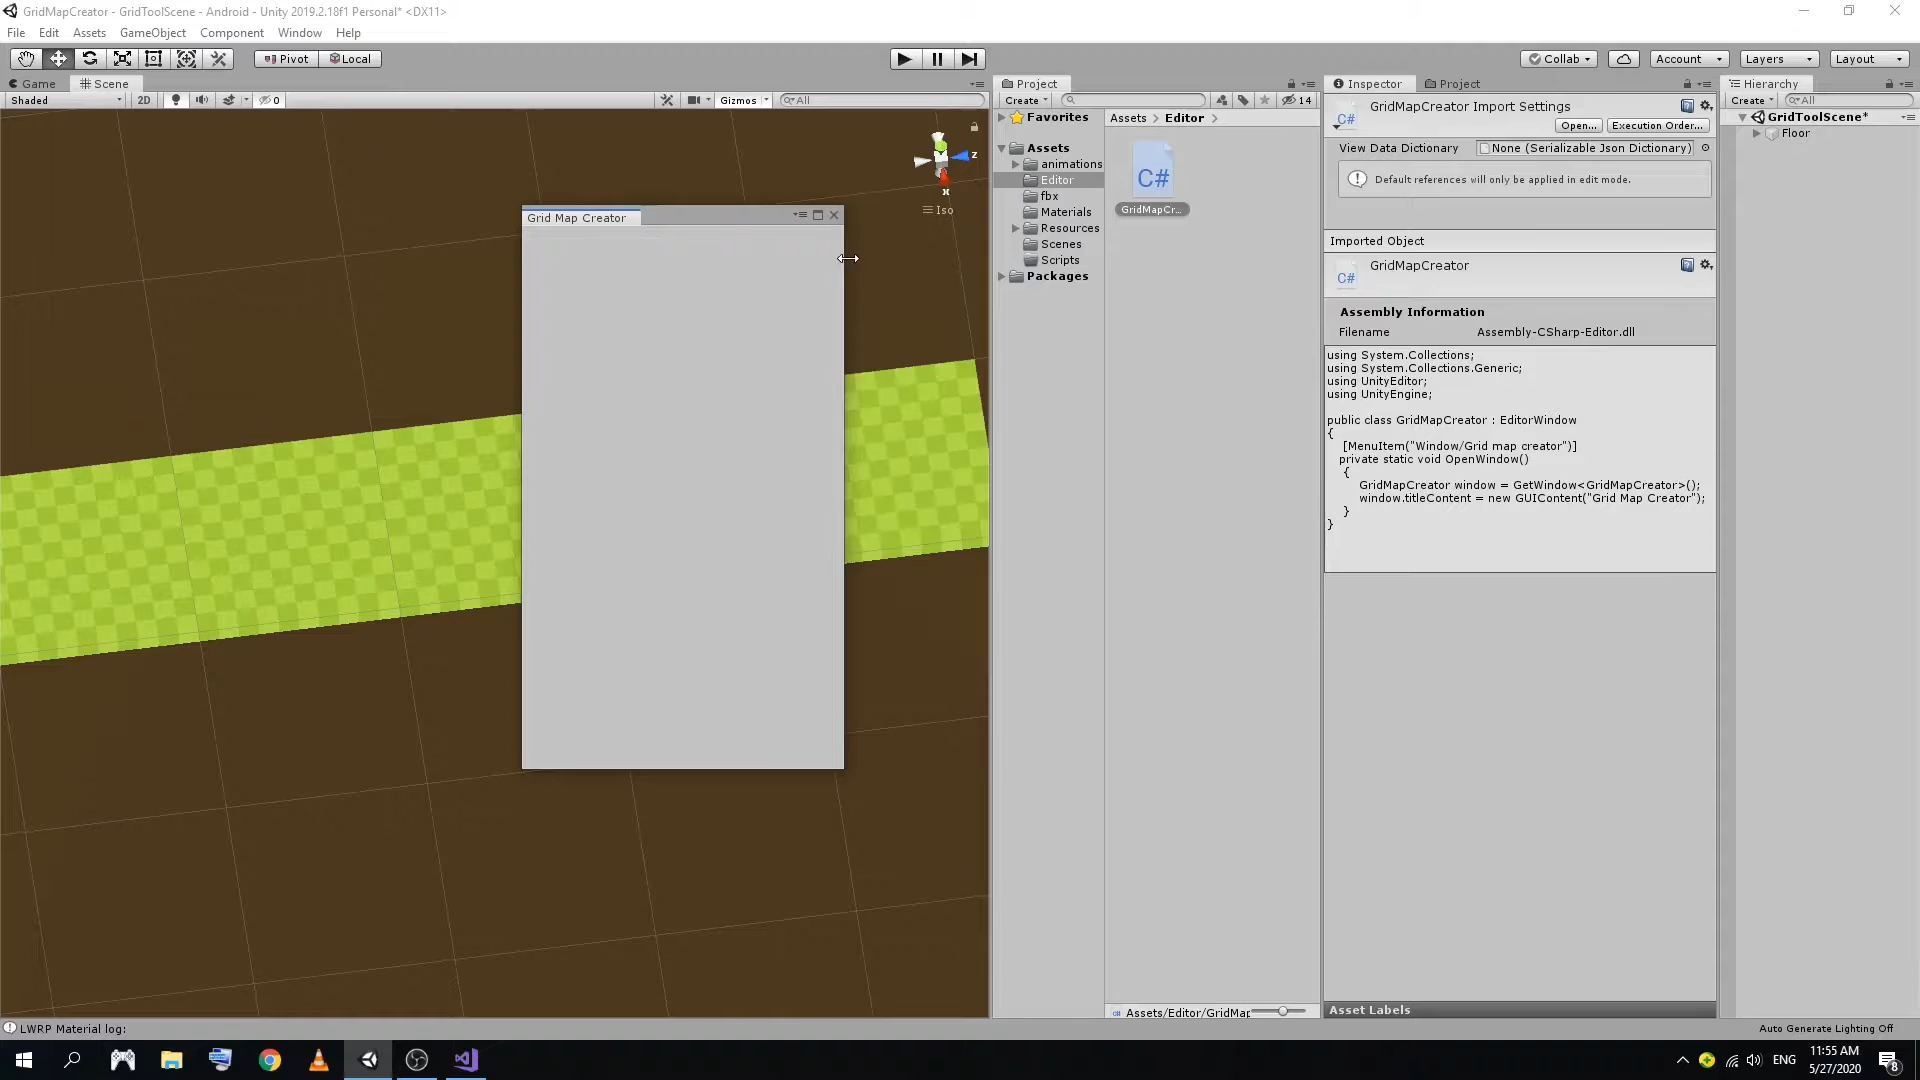 GridMapCreator - GridToolScene - Android - Unity 2019.2.18f1 Personal* <DX11>
File Edit Assets GameObject Component Window Help
Pivot Local
Collab Account Layers Layout
Game Scene
Shaded 2D 0 Gizmos All
z
x
Iso
Grid Map Creator
Project
Create 14
Favorites
Assets
animations
Editor
fbx
Materials
Resources
Scenes
Scripts
Packages
Assets > Editor >
C#
GridMapCr...
Assets/Editor/GridMap
Inspector Project
GridMapCreator Import Settings
C#
Open... Execution Order...
View Data Dictionary None (Serializable Json Dictionary)
Default references will only be applied in edit mode.
Imported Object
GridMapCreator
C#
Assembly Information
Filename Assembly-CSharp-Editor.dll
using System.Collections;
using System.Collections.Generic;
using UnityEditor;
using UnityEngine;
public class GridMapCreator : EditorWindow
{
[MenuItem("Window/Grid map creator")]
private static void OpenWindow()
{
GridMapCreator window = GetWindow<GridMapCreator>();
window.titleContent = new GUIContent("Grid Map Creator");
}
}
Asset Labels
Hierarchy
Create All
GridToolScene*
Floor
LWRP Material log:
Auto Generate Lighting Off
ENG
11:55 AM
5/27/2020
8